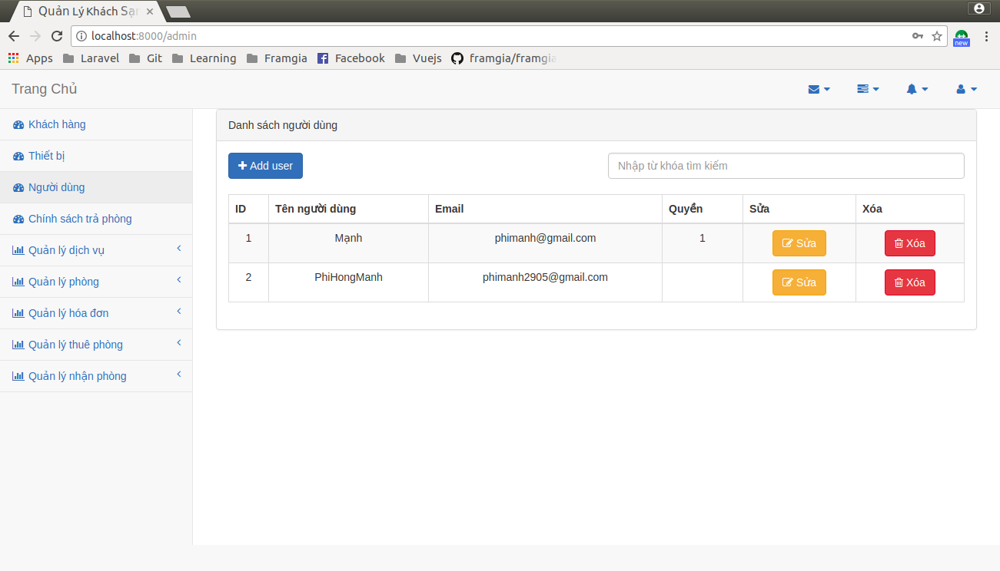 Quản Lý Khách Sạn
localhost:8000/admin
new
Apps Laravel Git Learning Framgia Facebook Vuejs framgia/framgia
Trang Chủ
Khách hàng
Thiết bị
Người dùng
Chính sách trả phòng
Quản lý dịch vụ
Quản lý phòng
Quản lý hóa đơn
Quản lý thuê phòng
Quản lý nhận phòng
Danh sách người dùng
Add user
Nhập từ khóa tìm kiếm
ID Tên người dùng Email Quyền Sửa Xóa
1 Mạnh phimanh@gmail.com 1 Sửa Xóa
2 PhiHongManh phimanh2905@gmail.com Sửa Xóa